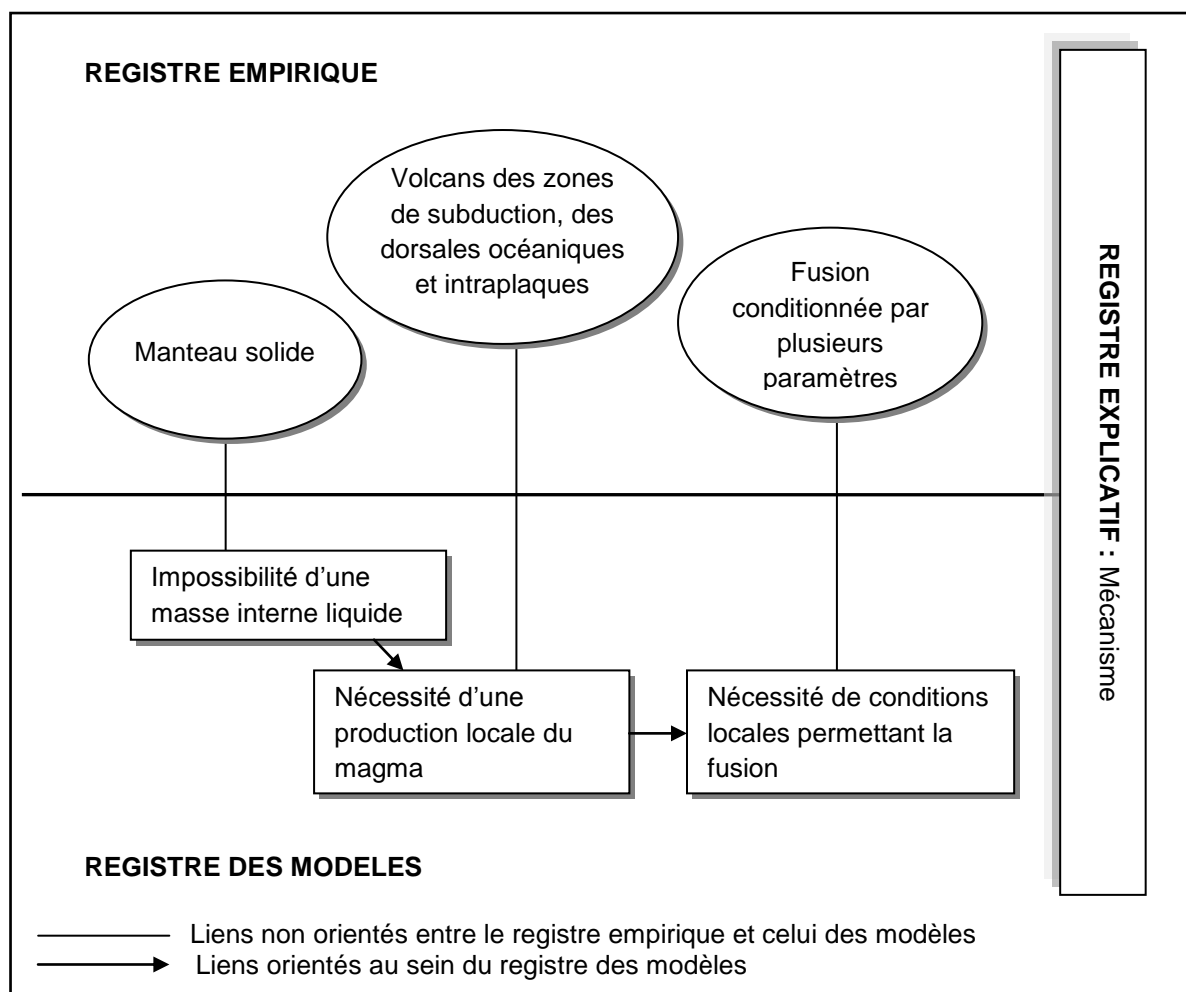 REGISTRE EMPIRIQUE
Volcans des zones
de subduction, des
dorsales océaniques
et intraplaques
Fusion
conditionnée par
plusieurs
paramètres
Manteau solide
REGISTRE EXPLICATIF : Mécanisme
Impossibilité d’une
masse interne liquide
Nécessité d’une
production locale du
magma
Nécessité de conditions
locales permettant la
fusion
REGISTRE DES MODELES
Liens non orientés entre le registre empirique et celui des modèles
Liens orientés au sein du registre des modèles